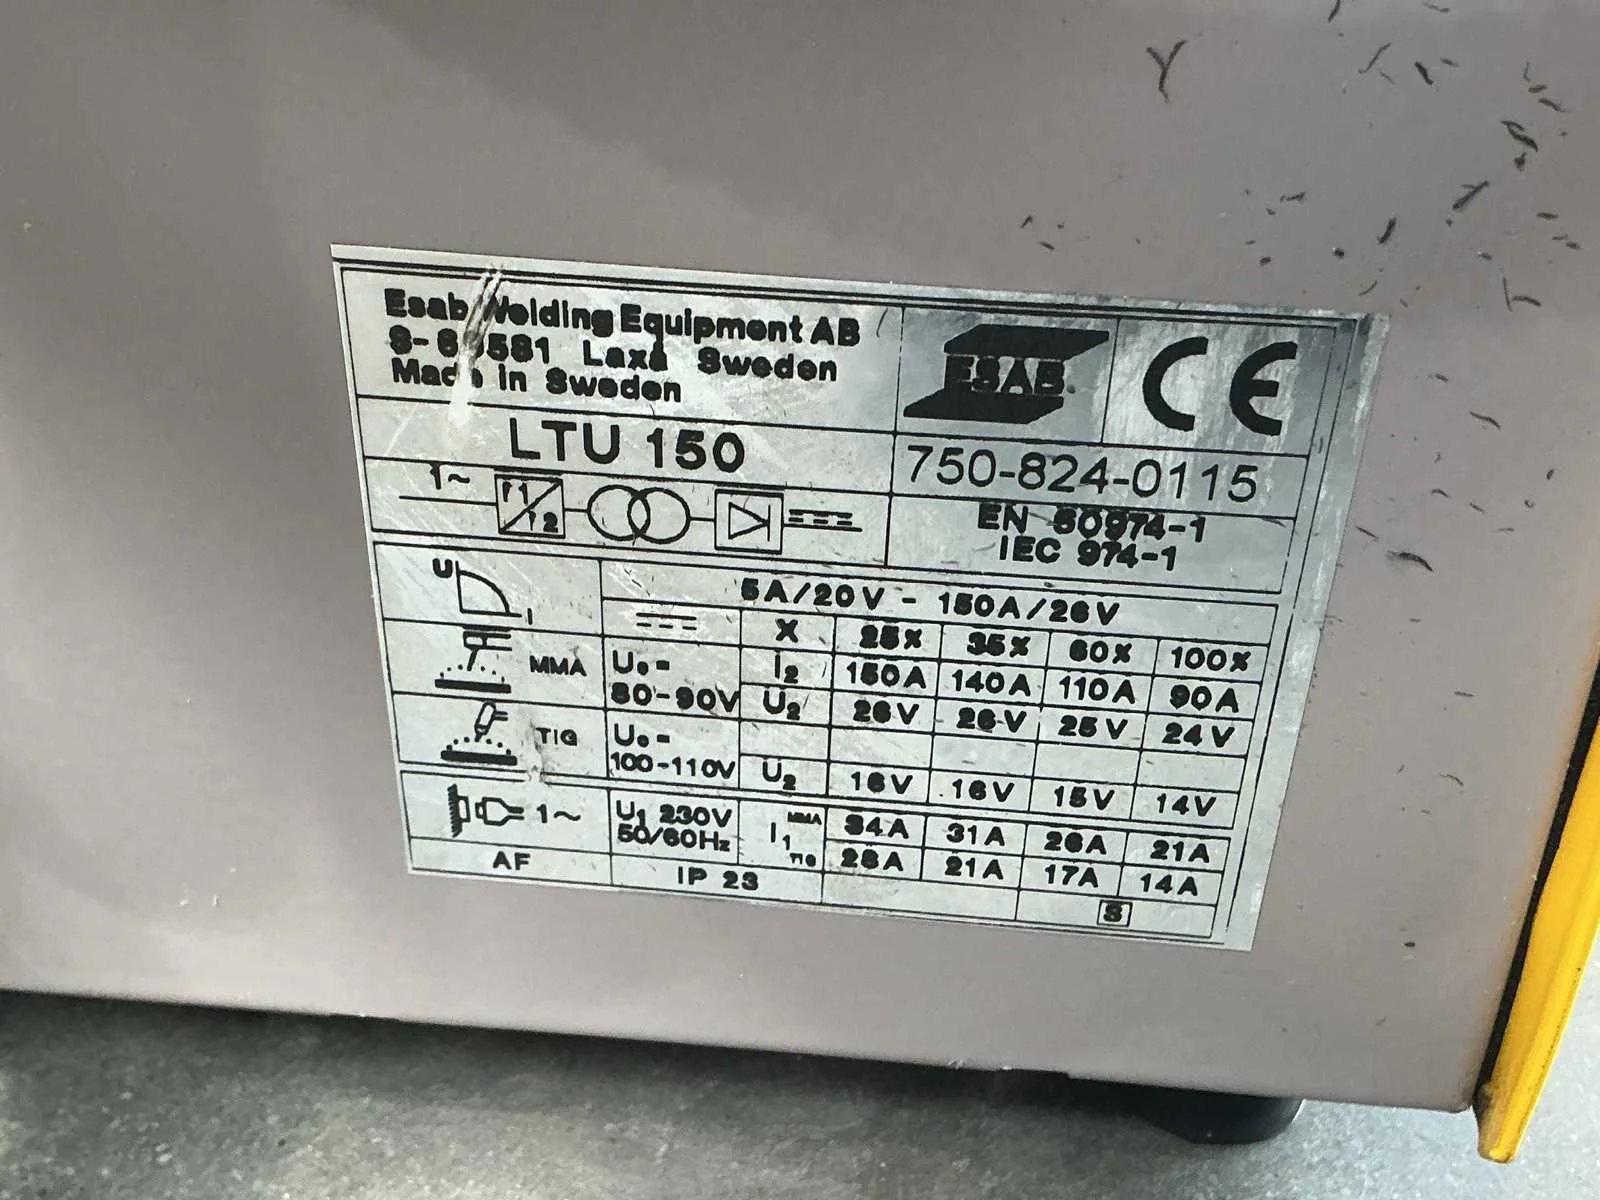 Esab Welding Equipment AB
Laxå Sweden
Made in Sweden
ESAB
CE
LTU 150
750-824-0115
1~
f1
f2
EN 60974-1
IEC 974-1
U
I
5A/20V - 150A/26V
X 25% 35% 60% 100%
MMA U₀= 80-90V
I₂ 150A 140A 110A 90A
U₂ 26V 26V 25V 24V
TIG U₀= 100-110V
U₂ 16V 16V 15V 14V
1~ U₁ 230V 50/60Hz
I₁ MMA 34A 31A 26A 21A
TIG 21A 17A 14A
AF IP 23
S